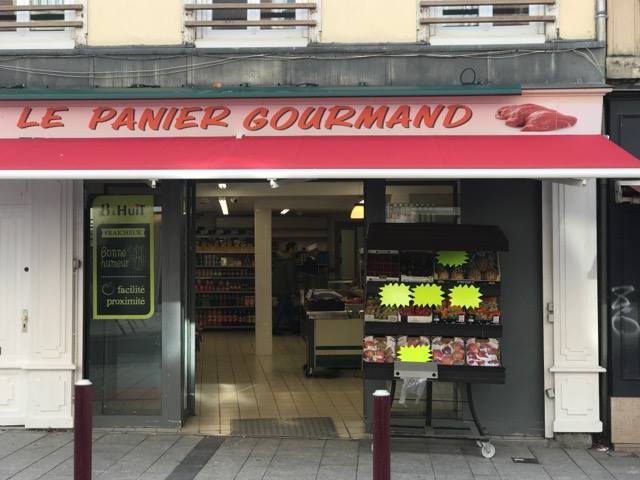 LE PANIER GOURMAND
8 à HUIT
FRAÎCHEUR
Bonne
humeur
facilité
proximité